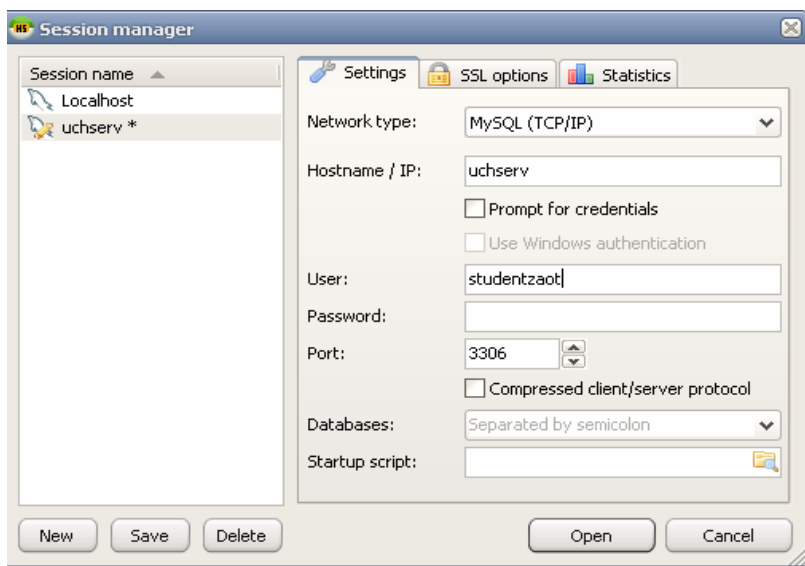 HS Session manager
Session name
Localhost
uchserv *
Settings
SSL options
Statistics
Network type:
MySQL (TCP/IP)
Hostname / IP:
uchserv
Prompt for credentials
Use Windows authentication
User:
studentzaot
Password:
Port:
3306
Compressed client/server protocol
Databases:
Separated by semicolon
Startup script:
New
Save
Delete
Open
Cancel